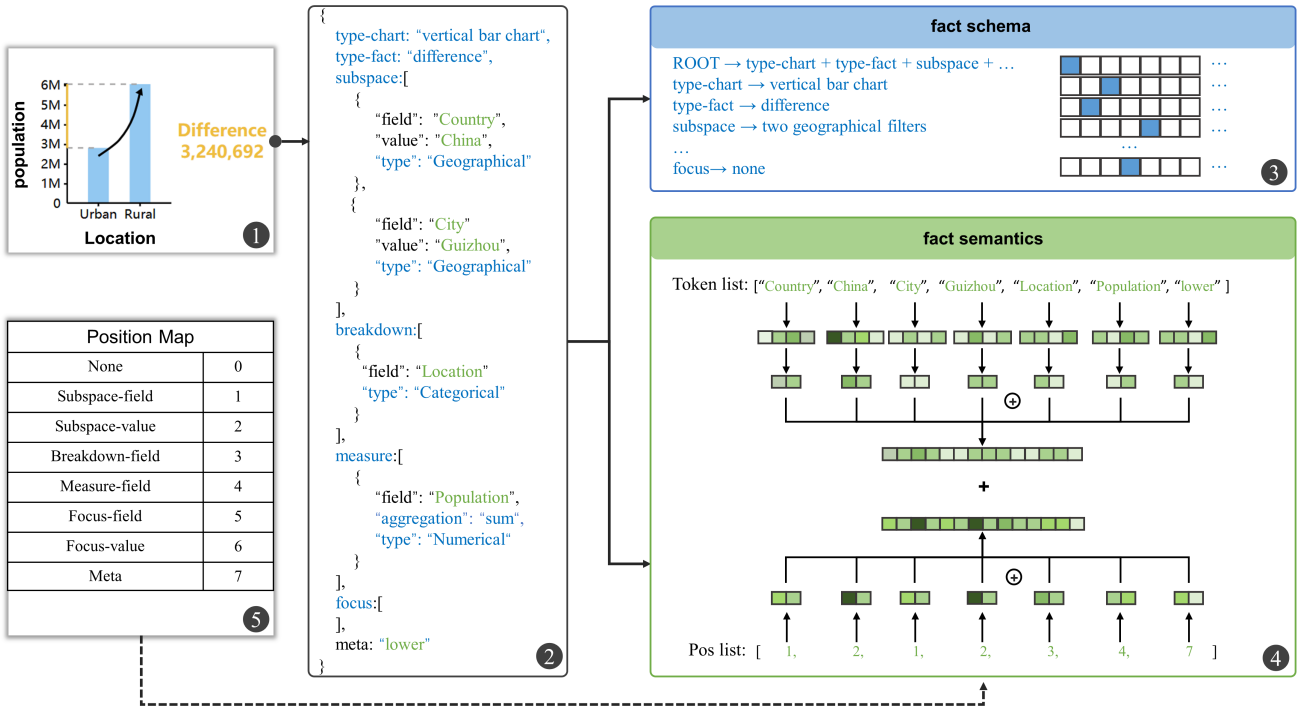 population
6M
5M
4M
3M
2M
1M
0
Urban Rural
Location
Difference
3,240,692
1
Position Map
None 0
Subspace-field 1
Subspace-value 2
Breakdown-field 3
Measure-field 4
Focus-field 5
Focus-value 6
Meta 7
5
{
type-chart: “vertical bar chart“,
type-fact: “difference”,
subspace:[
{
“field”: “Country”,
“value”: “China”,
“type”: “Geographical”
},
{
“field”: “City”
“value”: “Guizhou”,
“type”: “Geographical”
}
],
breakdown:[
{
“field”: “Location”
“type”: “Categorical”
}
],
measure:[
{
“field”: “Population”,
“aggregation”: “sum“,
“type”: “Numerical“
}
],
focus:[
],
meta: “lower”
}
2
fact schema
ROOT → type-chart + type-fact + subspace + …
type-chart → vertical bar chart
type-fact → difference
subspace → two geographical filters
…
focus→ none
…
…
…
…
…
…
3
fact semantics
Token list: [“Country”, “China”, “City”, “Guizhou”, “Location”, “Population”, “lower” ]
+
+
+
Pos list: [ 1, 2, 1, 2, 3, 4, 7 ]
4